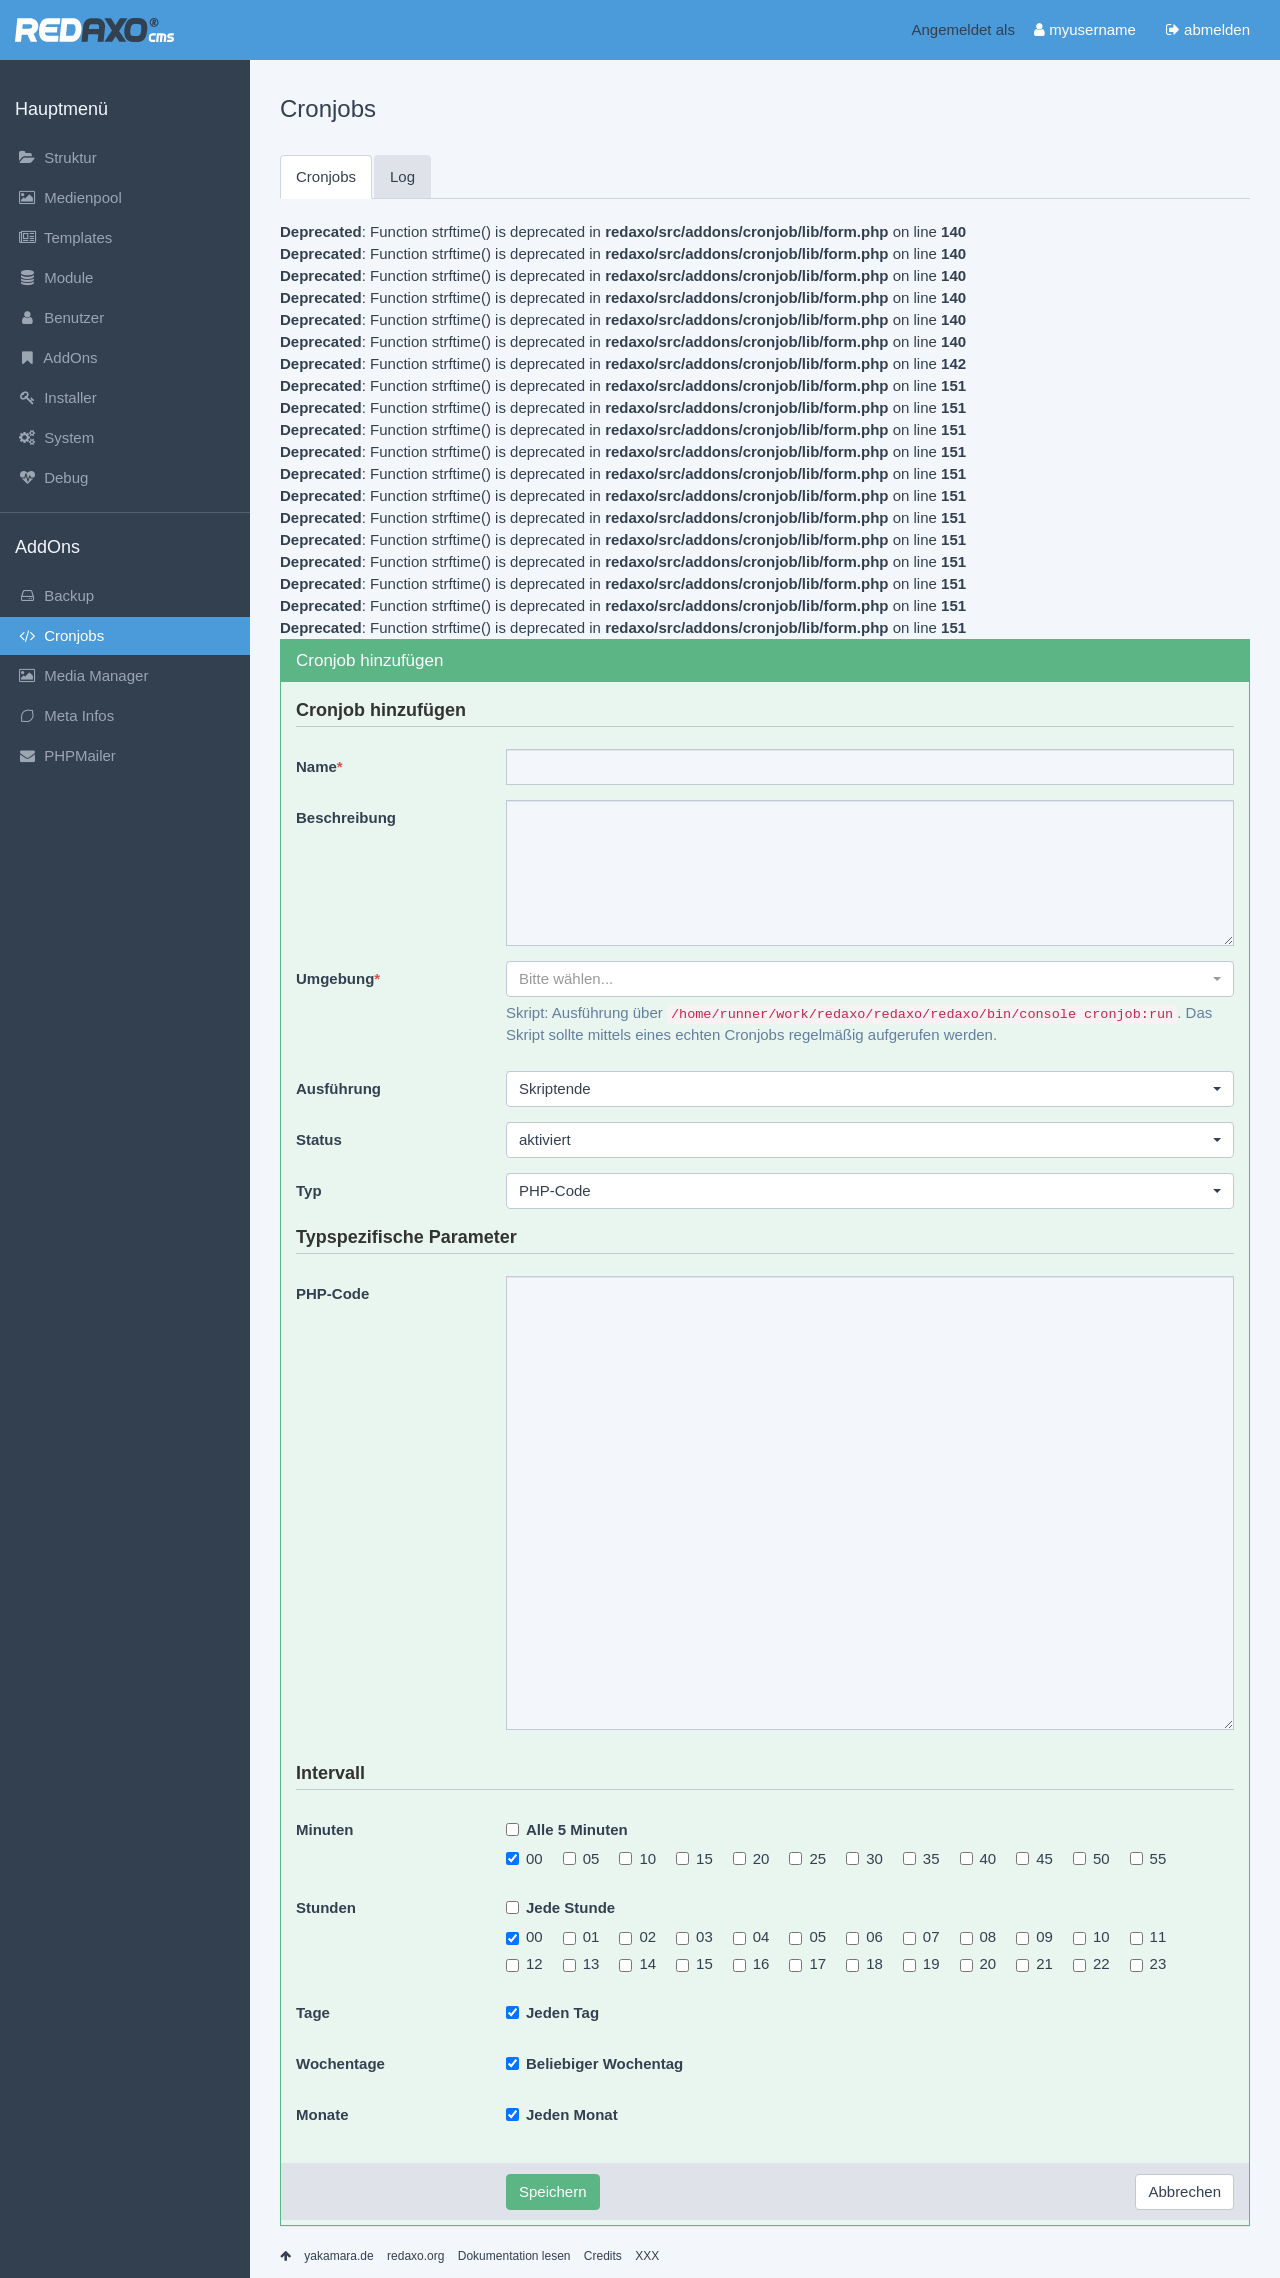 REDAXO® cms
Angemeldet als myusername abmelden
Hauptmenü
Struktur
Medienpool
Templates
Module
Benutzer
AddOns
Installer
System
Debug
AddOns
Backup
Cronjobs
Media Manager
Meta Infos
PHPMailer
Cronjobs
Cronjobs Log
Deprecated: Function strftime() is deprecated in redaxo/src/addons/cronjob/lib/form.php on line 140
Deprecated: Function strftime() is deprecated in redaxo/src/addons/cronjob/lib/form.php on line 140
Deprecated: Function strftime() is deprecated in redaxo/src/addons/cronjob/lib/form.php on line 140
Deprecated: Function strftime() is deprecated in redaxo/src/addons/cronjob/lib/form.php on line 140
Deprecated: Function strftime() is deprecated in redaxo/src/addons/cronjob/lib/form.php on line 140
Deprecated: Function strftime() is deprecated in redaxo/src/addons/cronjob/lib/form.php on line 140
Deprecated: Function strftime() is deprecated in redaxo/src/addons/cronjob/lib/form.php on line 142
Deprecated: Function strftime() is deprecated in redaxo/src/addons/cronjob/lib/form.php on line 151
Deprecated: Function strftime() is deprecated in redaxo/src/addons/cronjob/lib/form.php on line 151
Deprecated: Function strftime() is deprecated in redaxo/src/addons/cronjob/lib/form.php on line 151
Deprecated: Function strftime() is deprecated in redaxo/src/addons/cronjob/lib/form.php on line 151
Deprecated: Function strftime() is deprecated in redaxo/src/addons/cronjob/lib/form.php on line 151
Deprecated: Function strftime() is deprecated in redaxo/src/addons/cronjob/lib/form.php on line 151
Deprecated: Function strftime() is deprecated in redaxo/src/addons/cronjob/lib/form.php on line 151
Deprecated: Function strftime() is deprecated in redaxo/src/addons/cronjob/lib/form.php on line 151
Deprecated: Function strftime() is deprecated in redaxo/src/addons/cronjob/lib/form.php on line 151
Deprecated: Function strftime() is deprecated in redaxo/src/addons/cronjob/lib/form.php on line 151
Deprecated: Function strftime() is deprecated in redaxo/src/addons/cronjob/lib/form.php on line 151
Deprecated: Function strftime() is deprecated in redaxo/src/addons/cronjob/lib/form.php on line 151
Cronjob hinzufügen
Cronjob hinzufügen
Name*
Beschreibung
Umgebung* Bitte wählen...
Skript: Ausführung über /home/runner/work/redaxo/redaxo/redaxo/bin/console cronjob:run. Das
Skript sollte mittels eines echten Cronjobs regelmäßig aufgerufen werden.
Ausführung Skriptende
Status aktiviert
Typ PHP-Code
Typspezifische Parameter
PHP-Code
Intervall
Minuten Alle 5 Minuten
00 05 10 15 20 25 30 35 40 45 50 55
Stunden Jede Stunde
00 01 02 03 04 05 06 07 08 09 10 11
12 13 14 15 16 17 18 19 20 21 22 23
Tage Jeden Tag
Wochentage Beliebiger Wochentag
Monate Jeden Monat
Speichern Abbrechen
yakamara.de redaxo.org Dokumentation lesen Credits XXX